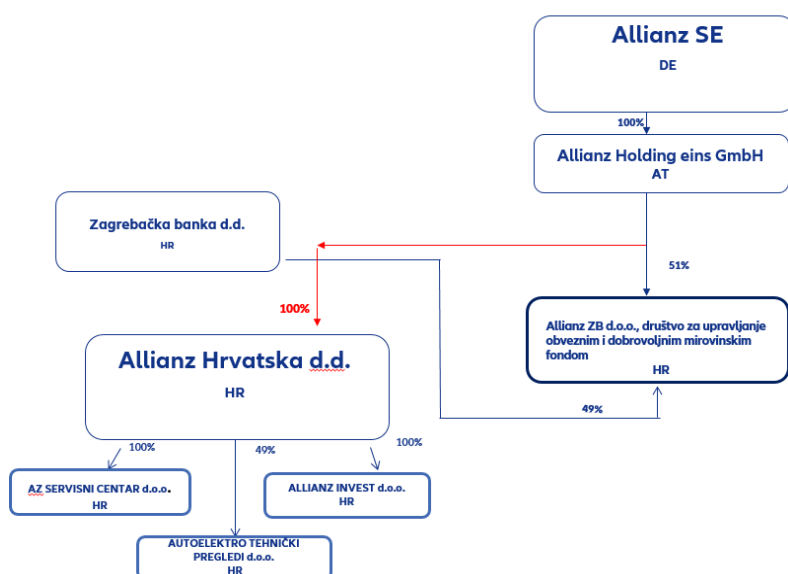 Allianz SE
DE
100%
Allianz Holding eins GmbH
AT
Zagrebačka banka d.d.
HR
51%
100%
Allianz ZB d.o.o., društvo za upravljanje
obveznim i dobrovoljnim mirovinskim
fondom
HR
Allianz Hrvatska d.d.
HR
49%
100%
49%
100%
AZ SERVISNI CENTAR d.o.o.
HR
ALLIANZ INVEST d.o.o.
HR
AUTOELEKTRO TEHNIČKI
PREGLEDI d.o.o.
HR